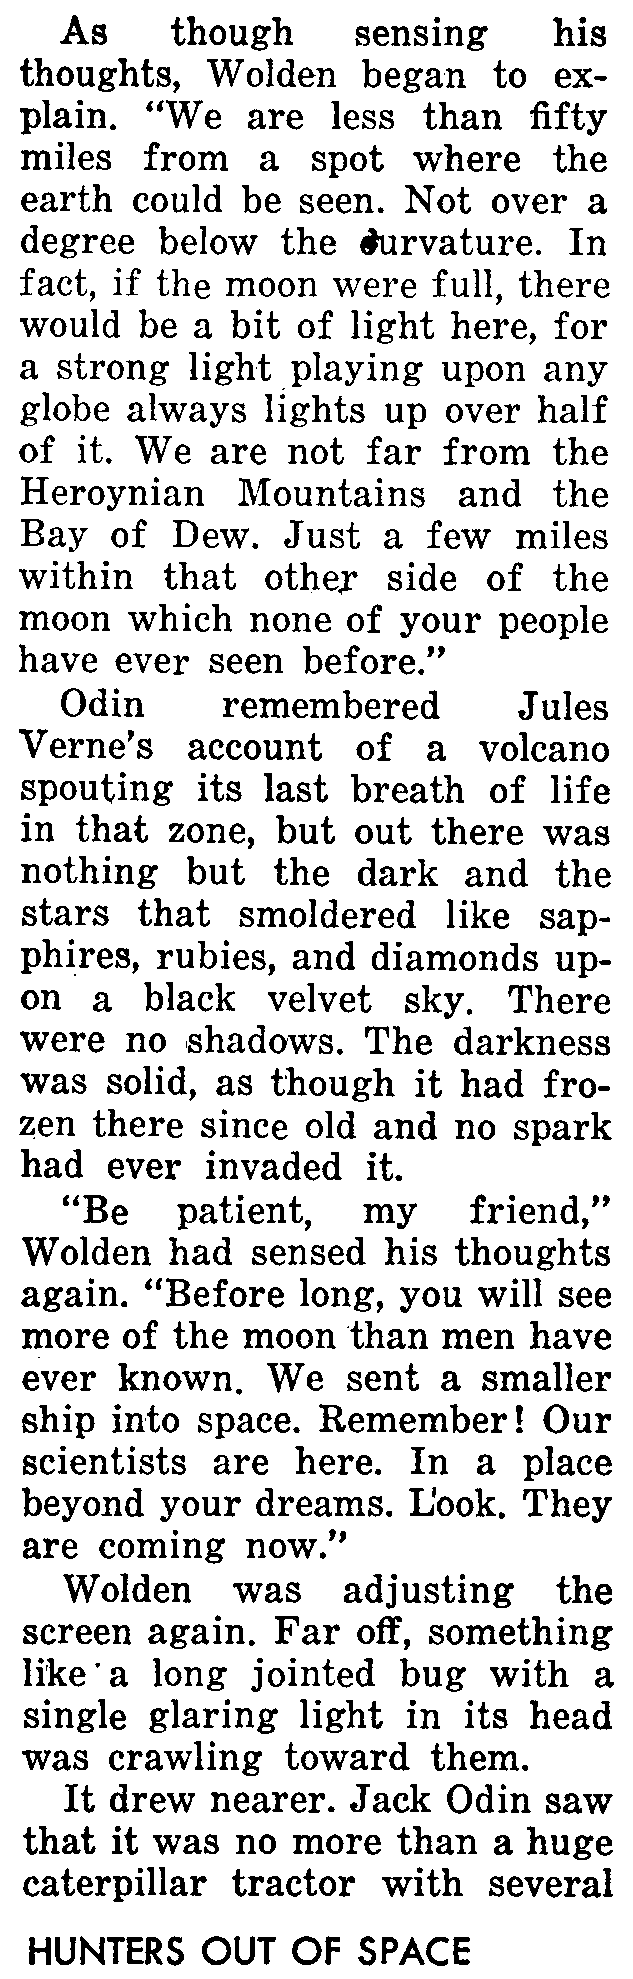 As though sensing his
thoughts, Wolden began to ex-
plain. “We are less than fifty
miles from a spot where the
earth could be seen. Not over a
degree below the curvature. In
fact, if the moon were full, there
would be a bit of light here, for
a strong light playing upon any
globe always lights up over half
of it. We are not far from the
Heroynian Mountains and the
Bay of Dew. Just a few miles
within that other side of the
moon which none of your people
have ever seen before.”
Odin remembered Jules
Verne’s account of a volcano
spouting its last breath of life
in that zone, but out there was
nothing but the dark and the
stars that smoldered like sap-
phires, rubies, and diamonds up-
on a black velvet sky. There
were no shadows. The darkness
was solid, as though it had fro-
zen there since old and no spark
had ever invaded it.
“Be patient, my friend,”
Wolden had sensed his thoughts
again. “Before long, you will see
more of the moon than men have
ever known. We sent a smaller
ship into space. Remember! Our
scientists are here. In a place
beyond your dreams. Look. They
are coming now.”
Wolden was adjusting the
screen again. Far off, something
like a long jointed bug with a
single glaring light in its head
was crawling toward them.
It drew nearer. Jack Odin saw
that it was no more than a huge
caterpillar tractor with several
HUNTERS OUT OF SPACE